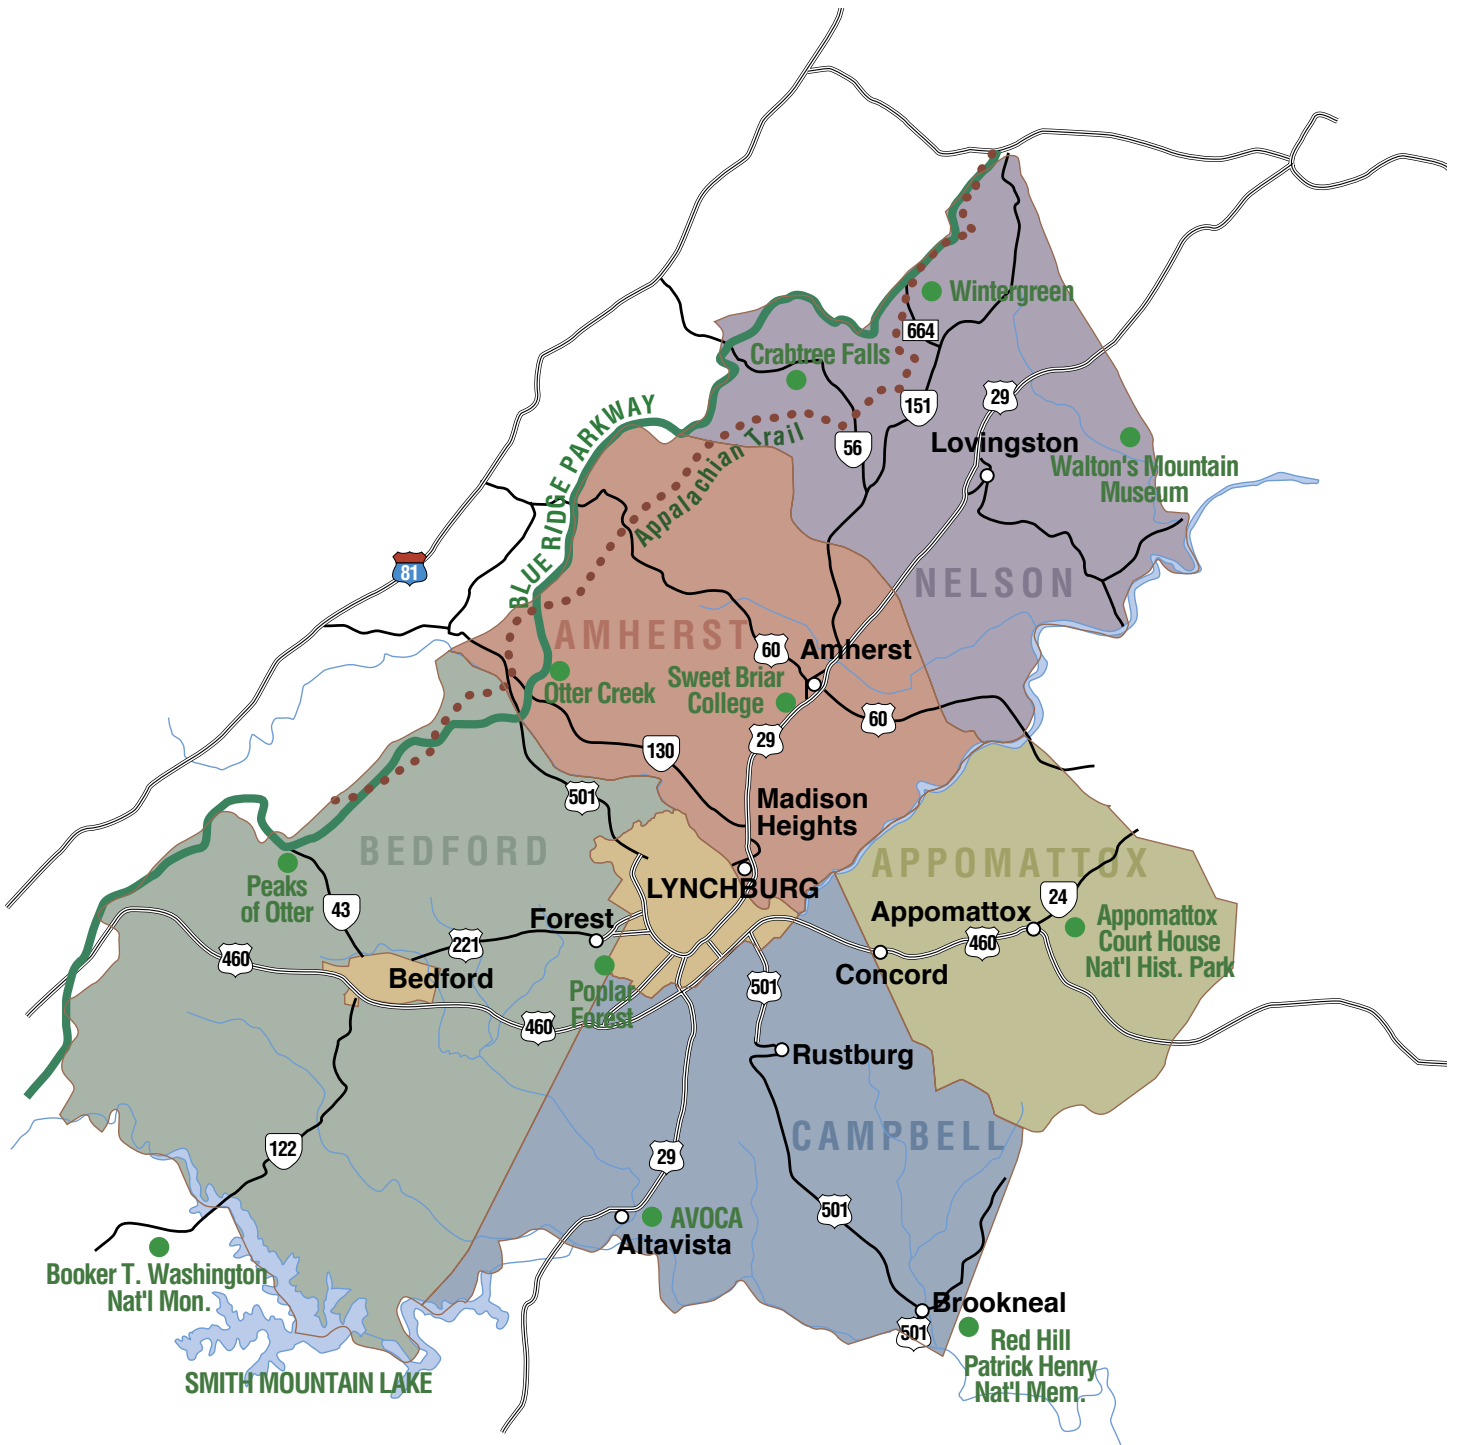 Wintergreen
664
Crabtree Falls
151
29
BLUE RIDGE PARKWAY
Appalachian Trail
56
Lovingston
Walton's Mountain
Museum
81
NELSON
AMHERST
60
Amherst
Otter Creek
Sweet Briar
College
60
29
130
501
Madison
Heights
BEDFORD
APPOMATTOX
Peaks
of Otter
43
LYNCHBURG
24
Forest
Appomattox
Appomattox
Court House
Nat'l Hist. Park
460
221
460
Bedford
Concord
Poplar
Forest
501
460
Rustburg
CAMPBELL
122
29
501
AVOCA
Altavista
Booker T. Washington
Nat'l Mon.
Brookneal
501
Red Hill
Patrick Henry
Nat'l Mem.
SMITH MOUNTAIN LAKE